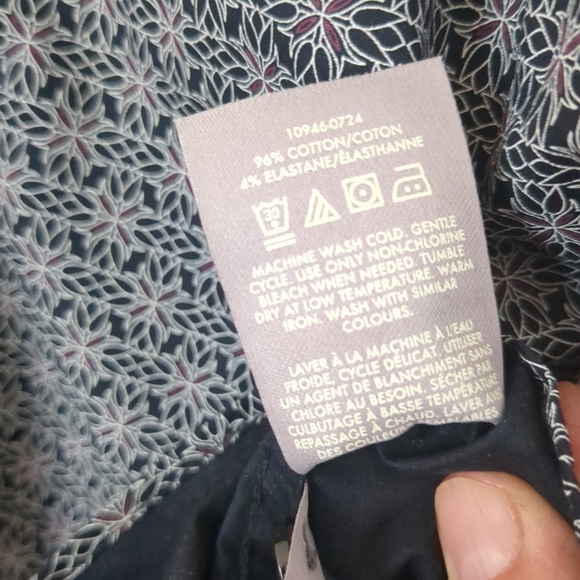 10946-0724
96% COTTON/COTON
4% ELASTANE/ÉLASTHANNE
30
MACHINE WASH COLD. GENTLE
CYCLE. USE ONLY NON-CHLORINE
BLEACH WHEN NEEDED. TUMBLE
DRY AT LOW TEMPERATURE. WARM
IRON. WASH WITH SIMILAR
COLOURS.
LAVER À LA MACHINE À L'EAU
FROIDE, CYCLE DÉLICAT. UTILISER
UN AGENT DE BLANCHIMENT SANS
CHLORE AU BESOIN. SÉCHER PAR
CULBUTAGE À BASSE TEMPÉRATURE
REPASSAGE À CHAUD. LAVER
DES COULEURS